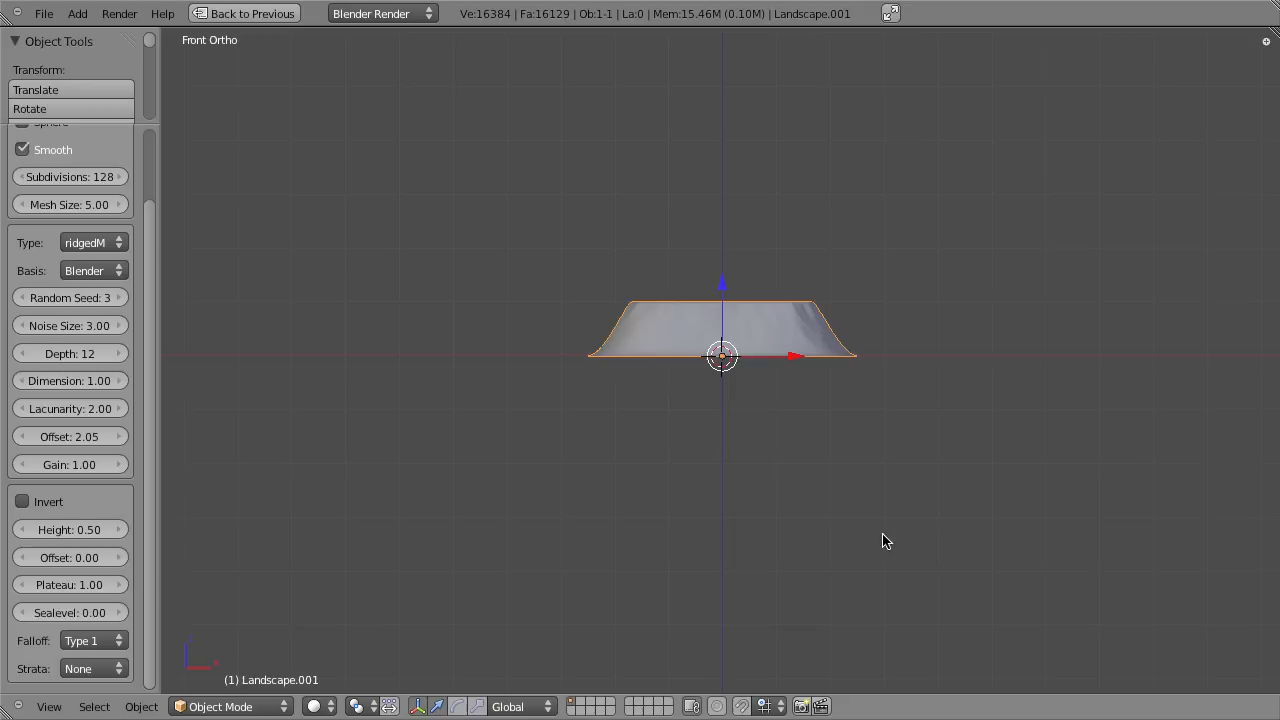 File Add Render Help Back to Previous Blender Render Ve:16384 | Fa:16129 | Ob:1-1 | La:0 | Mem:15.46M (0.10M) | Landscape.001
Object Tools
Front Ortho
Transform:
Translate
Rotate
Sphere
Smooth
Subdivisions: 128
Mesh Size: 5.00
Type: ridgedM
Basis: Blender
Random Seed: 3
Noise Size: 3.00
Depth: 12
Dimension: 1.00
Lacunarity: 2.00
Offset: 2.05
Gain: 1.00
Invert
Height: 0.50
Offset: 0.00
Plateau: 1.00
Sealevel: 0.00
Falloff: Type 1
Strata: None
(1) Landscape.001
View Select Object Object Mode Global